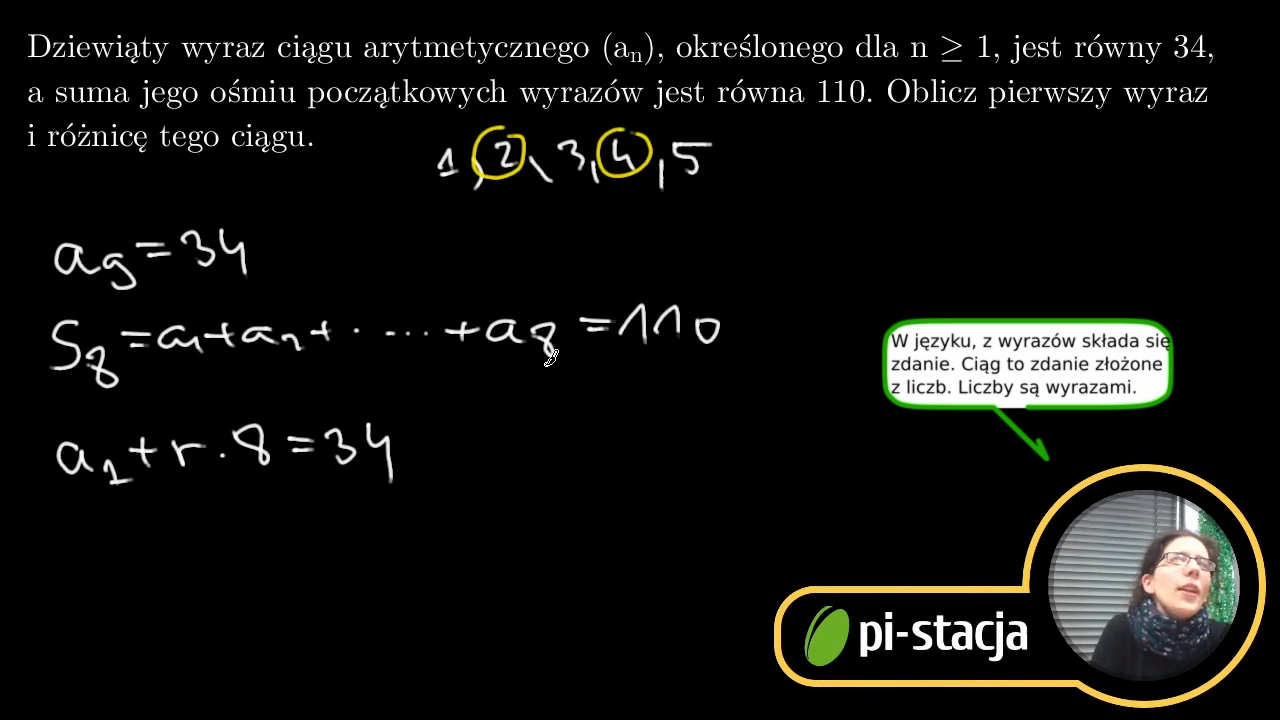 Dziewiąty wyraz ciągu arytmetycznego (aₙ), określonego dla n ≥ 1, jest równy 34,
a suma jego ośmiu początkowych wyrazów jest równa 110. Oblicz pierwszy wyraz
i różnicę tego ciągu.
1, 2, 3, 4, 5
a₉ = 34
S₈ = a₁ + a₂ + · ... + a₈ = 110
W języku, z wyrazów składa się
zdanie. Ciąg to zdanie złożone
z liczb. Liczby są wyrazami.
a₁ + r · 8 = 34
pi-stacja